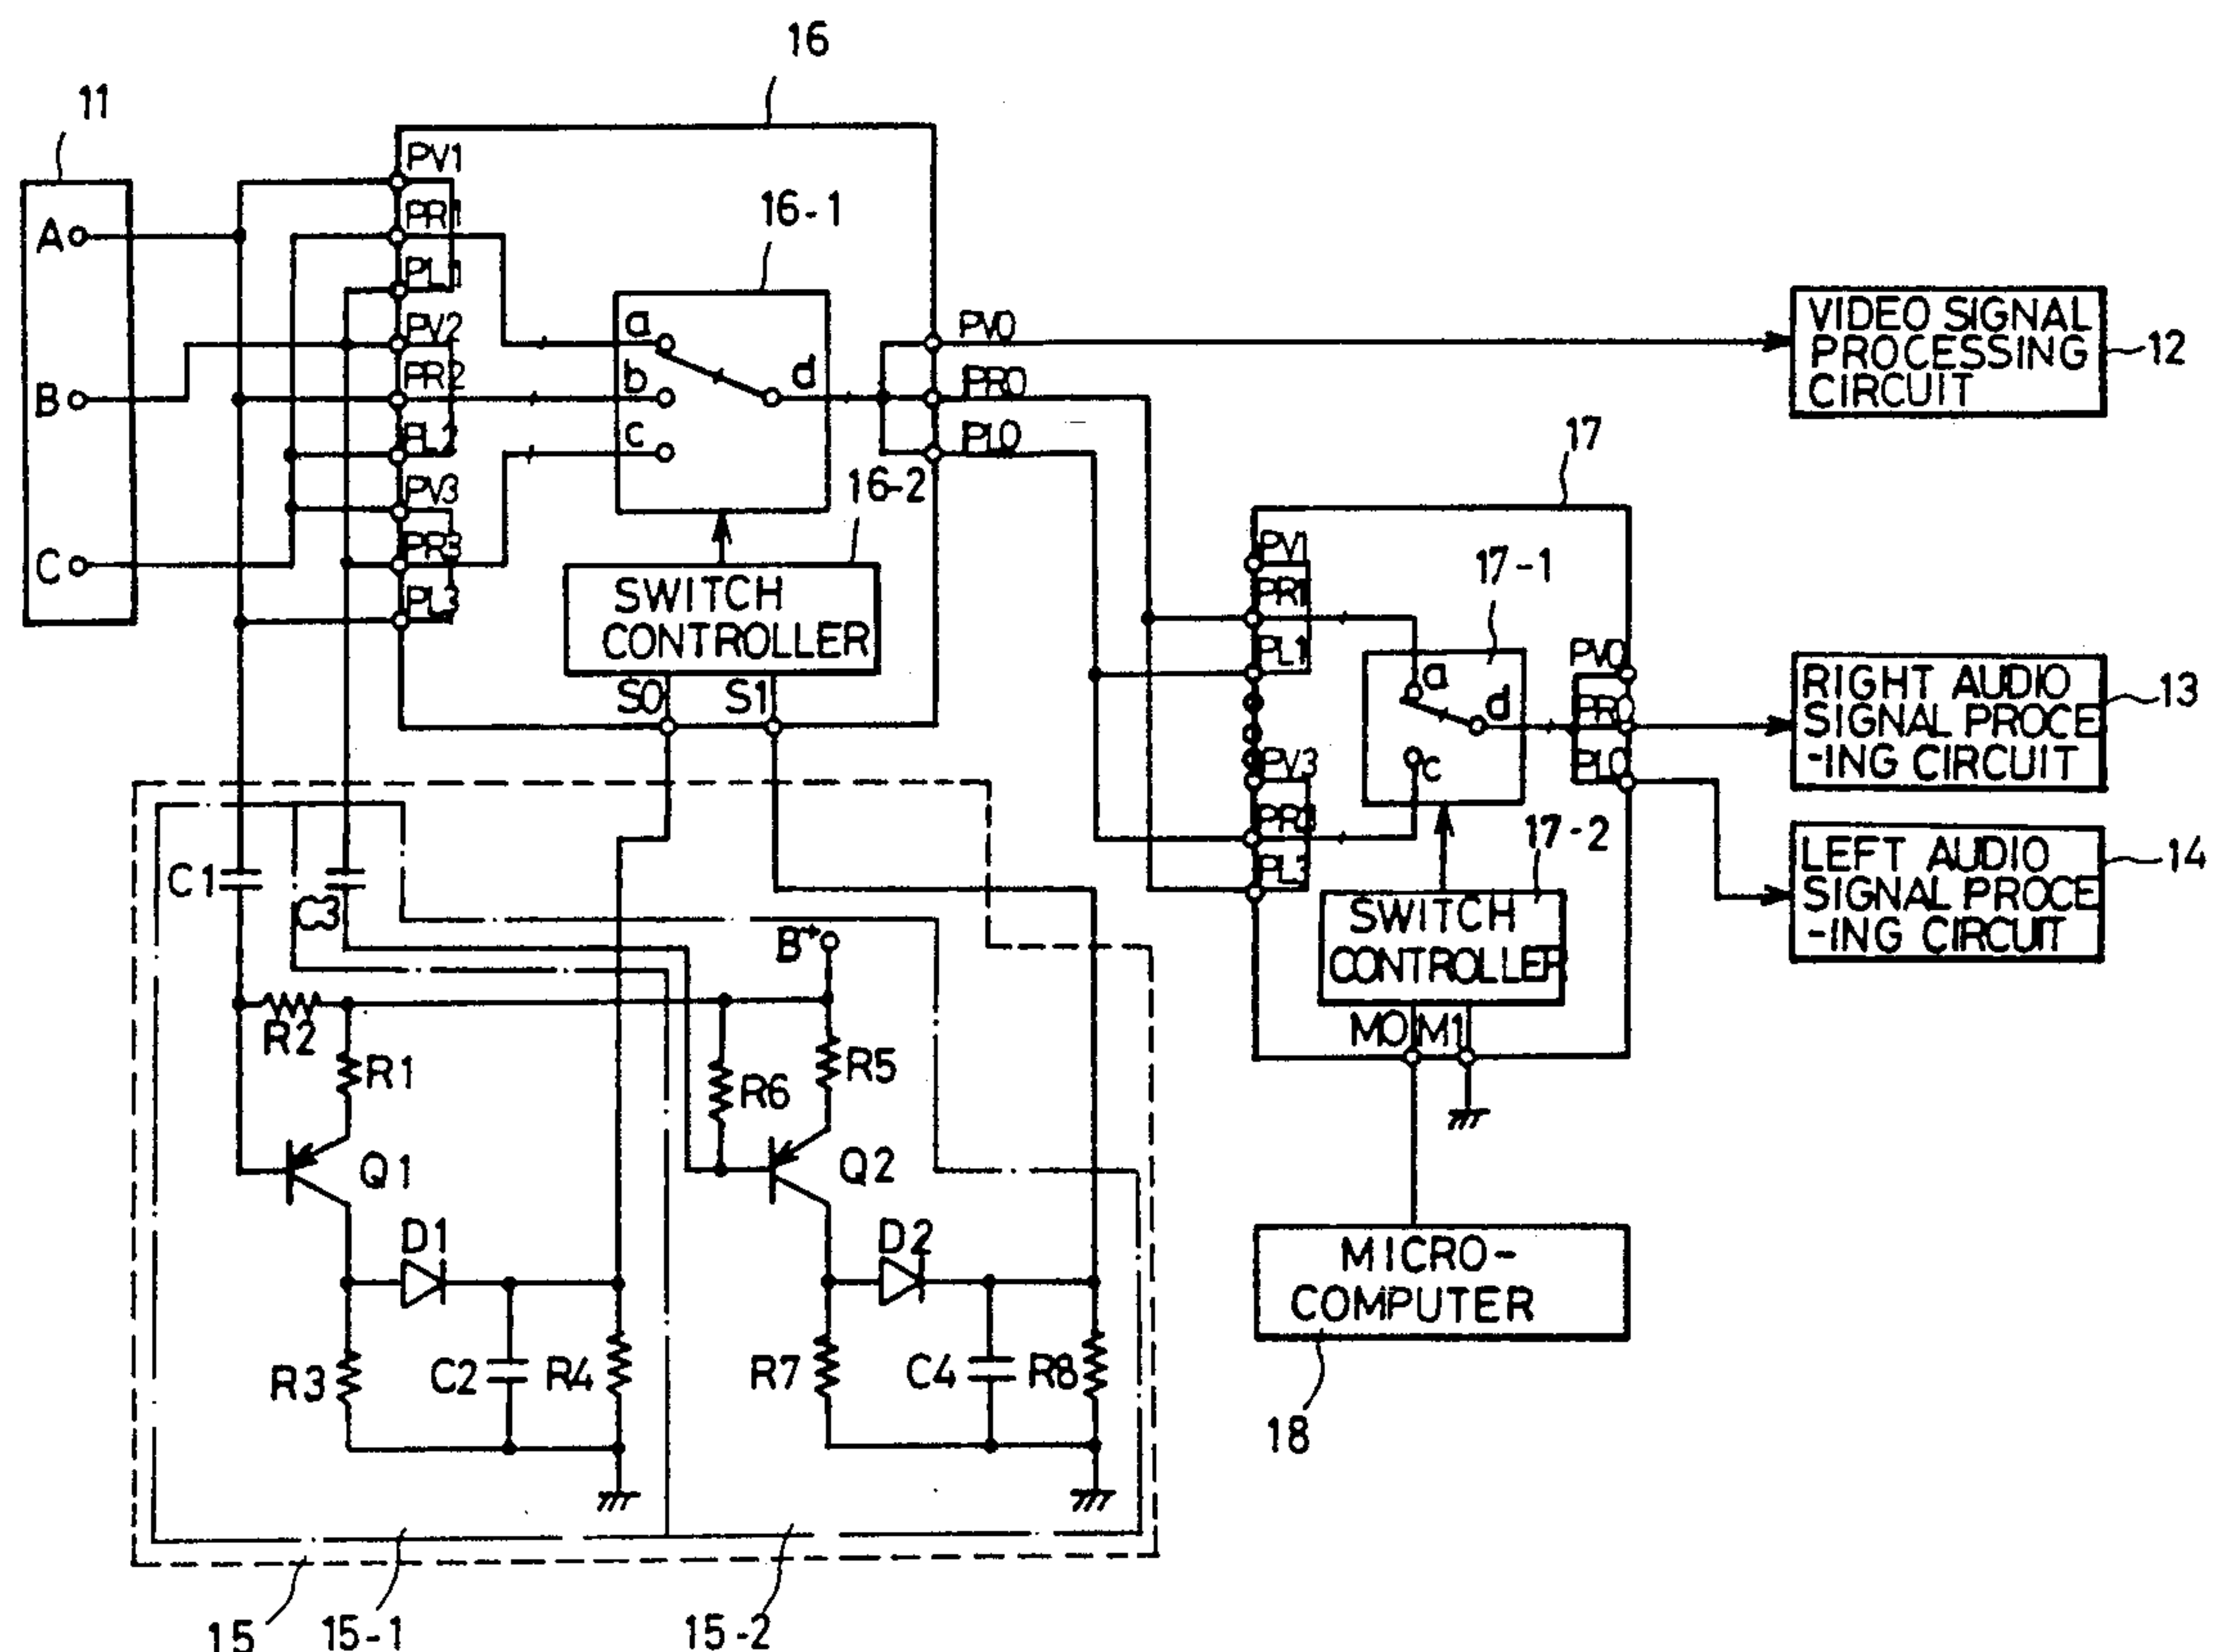 16
11
PV1
PR1
PL1
PV2
PR2
PL2
PV3
PR3
PL3
A
B
C
16-1
a
b
c
d
16-2
SWITCH
CONTROLLER
S0
S1
PV0
PR0
PL0
VIDEO SIGNAL
PROCESSING
CIRCUIT
12
17
PV1
PR1
PL1
PV3
PL3
17-1
a
d
c
17-2
SWITCH
CONTROLLER
M0
M1
PV0
PR0
PL0
RIGHT AUDIO
SIGNAL PROCE
-ING CIRCUIT
13
LEFT AUDIO
SIGNAL PROCE
-ING CIRCUIT
14
MICRO-
COMPUTER
18
C1
C3
B+
R2
R1
R6
R5
Q1
Q2
D1
D2
R3
C2
R4
R7
C4
R8
15
15-1
15-2